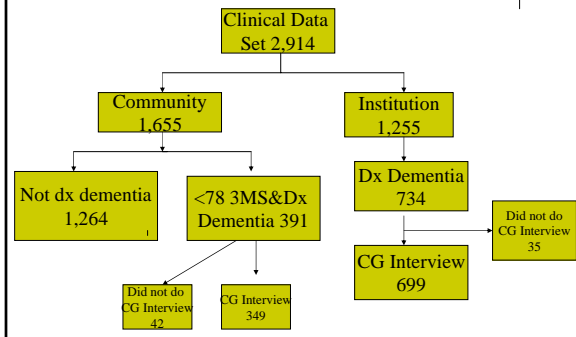 Clinical Data
Set 2,914
Community
1,655
Institution
1,255
Not dx dementia
1,264
<78 3MS&Dx
Dementia 391
Dx Dementia
734
Did not do
CG Interview
35
CG Interview
699
Did not do
CG Interview
42
CG Interview
349